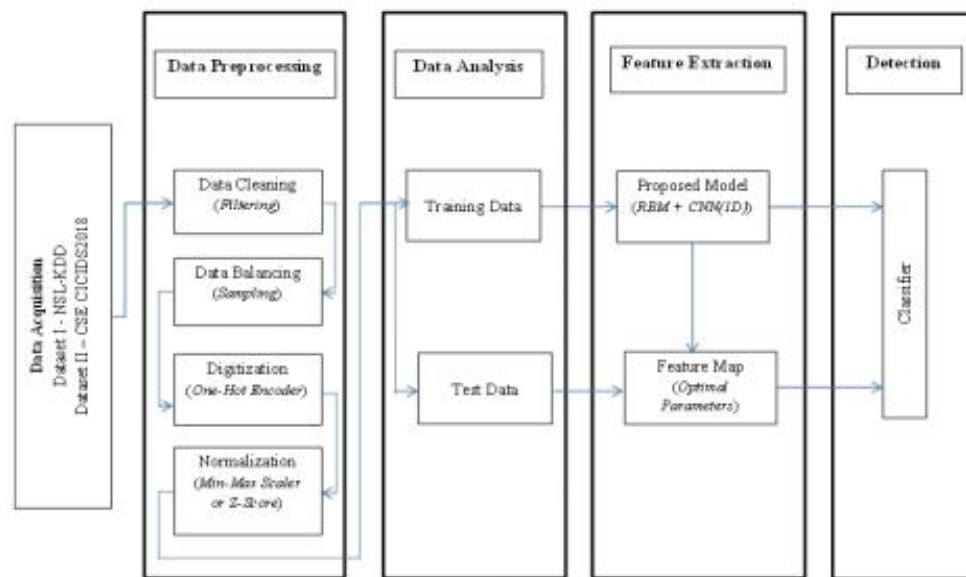 Data Acquisition
Dataset I - NSL-KDD
Dataset II – CSE CICIDS2018
Data Preprocessing
Data Cleaning
(Filtering)
Data Balancing
(Sampling)
Digitization
(One-Hot Encoder)
Normalization
(Min-Max Scaler
or Z-Score)
Data Analysis
Training Data
Test Data
Feature Extraction
Proposed Model
(RBM + CNN(1D))
Feature Map
(Optimal
Parameters)
Detection
Classifier